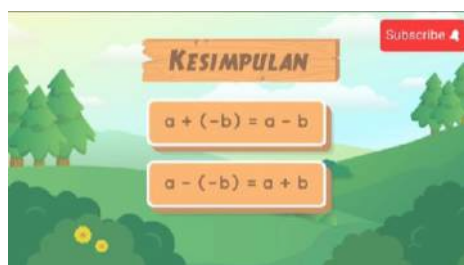 Subscribe
KESIMPULAN
a + (-b) = a - b
a - (-b) = a + b